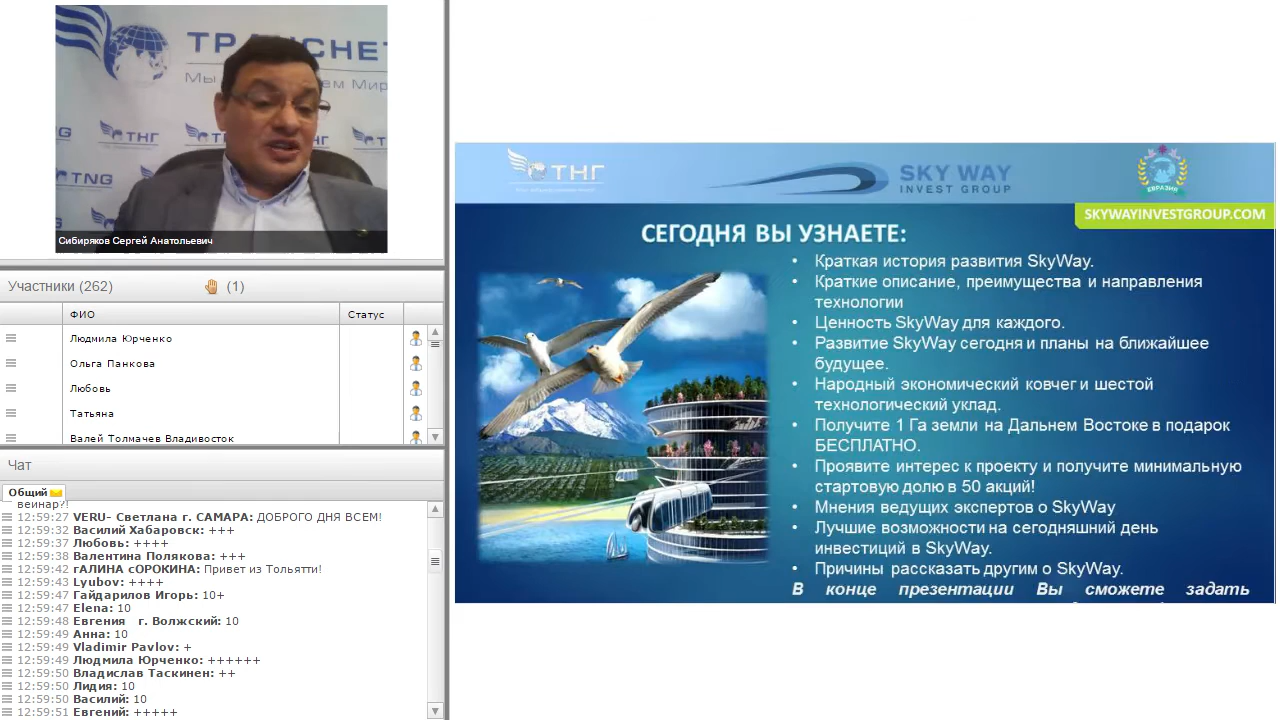 ТНГ
TNG
ТНГ
ТНГ
TNG
Сибиряков Сергей Анатольевич
Участники (262)
(1)
ФИО
Статус
Людмила Юрченко
Ольга Панкова
Любовь
Татьяна
Валей Толмачев Владивосток
Чат
Общий
веинар?!
12:59:27 VERU- Светлана г. САМАРА: ДОБРОГО ДНЯ ВСЕМ!
12:59:32 Василий Хабаровск: +++
12:59:37 Любовь: ++++
12:59:38 Валентина Полякова: +++
12:59:42 гАЛИНА сОРОКИНА: Привет из Тольятти!
12:59:43 Lyubov: ++++
12:59:47 Гайдарилов Игорь: 10+
12:59:47 Elena: 10
12:59:48 Евгения г. Волжский: 10
12:59:49 Анна: 10
12:59:49 Vladimir Pavlov: +
12:59:49 Людмила Юрченко: ++++++
12:59:50 Владислав Таскинен: ++
12:59:50 Лидия: 10
12:59:50 Василий: 10
12:59:51 Евгений: +++++
ТНГ
SKY WAY
INVEST GROUP
ЕВРАЗИЯ
SKYWAYINVESTGROUP.COM
СЕГОДНЯ ВЫ УЗНАЕТЕ:
• Краткая история развития SkyWay.
• Краткие описание, преимущества и направления
технологии
• Ценность SkyWay для каждого.
• Развитие SkyWay сегодня и планы на ближайшее
будущее.
• Народный экономический ковчег и шестой
технологический уклад.
• Получите 1 Га земли на Дальнем Востоке в подарок
БЕСПЛАТНО.
• Проявите интерес к проекту и получите минимальную
стартовую долю в 50 акций!
• Мнения ведущих экспертов о SkyWay
• Лучшие возможности на сегодняшний день
инвестиций в SkyWay.
• Причины рассказать другим о SkyWay.
В конце презентации Вы сможете задать